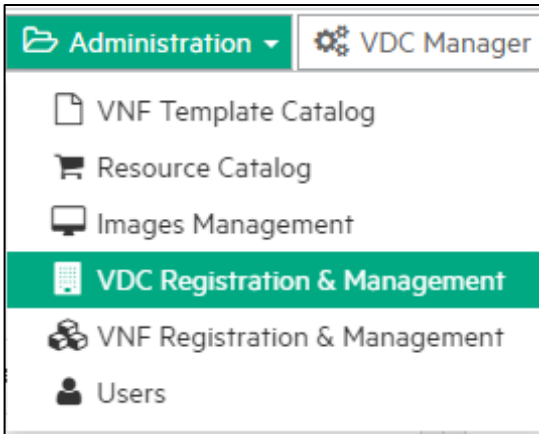 Administration
VDC Manager
VNF Template Catalog
Resource Catalog
Images Management
VDC Registration & Management
VNF Registration & Management
Users